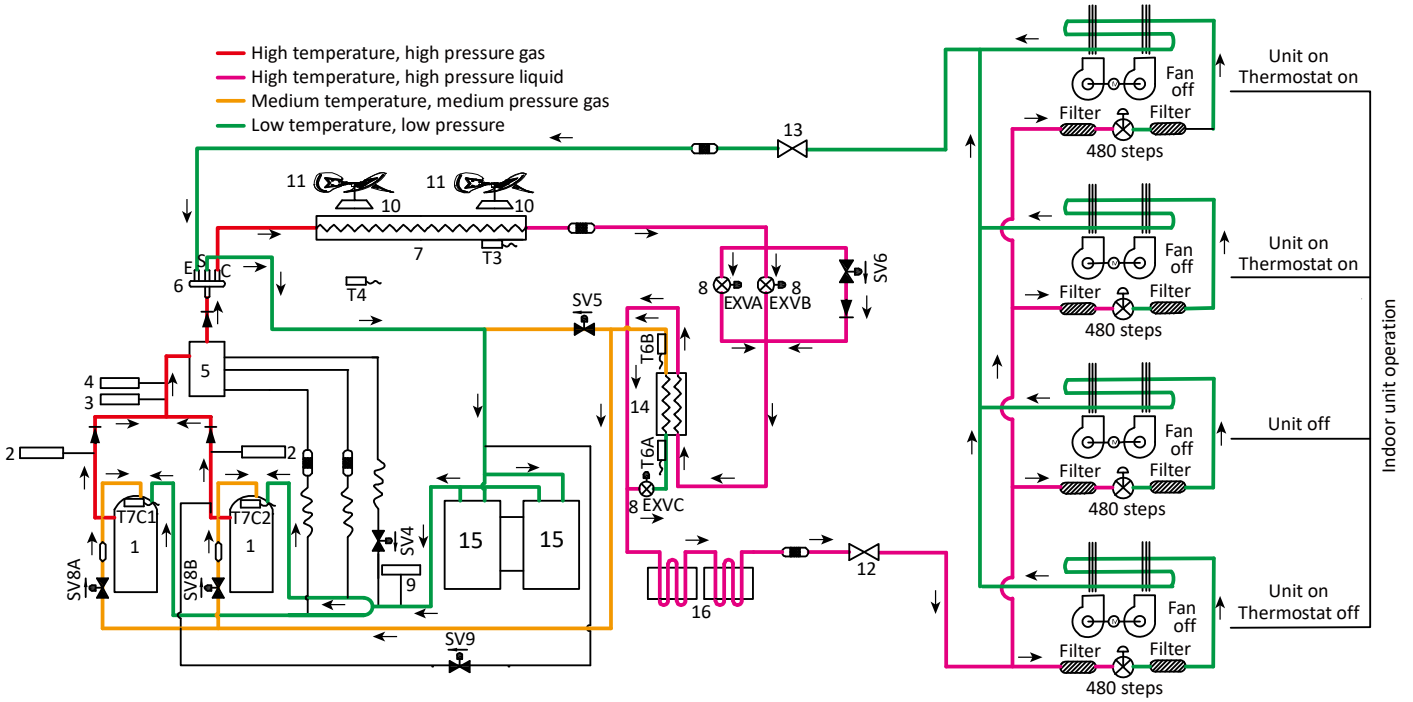 High temperature, high pressure gas
High temperature, high pressure liquid
Medium temperature, medium pressure gas
Low temperature, low pressure
13
11
10
11
10
7
T3
T4
E
S
C
6
5
4
3
2
2
T7C1
1
T7C2
1
SV8A
SV8B
SV4
9
SV9
15
15
SV5
T6B
14
T6A
8
EXVC
8
EXVA
8
EXVB
SV6
16
12
Fan
off
Filter
Filter
480 steps
Unit on
Thermostat on
Fan
off
Filter
Filter
480 steps
Unit on
Thermostat on
Fan
off
Filter
Filter
480 steps
Unit off
Fan
off
Filter
Filter
480 steps
Unit on
Thermostat off
Indoor unit operation